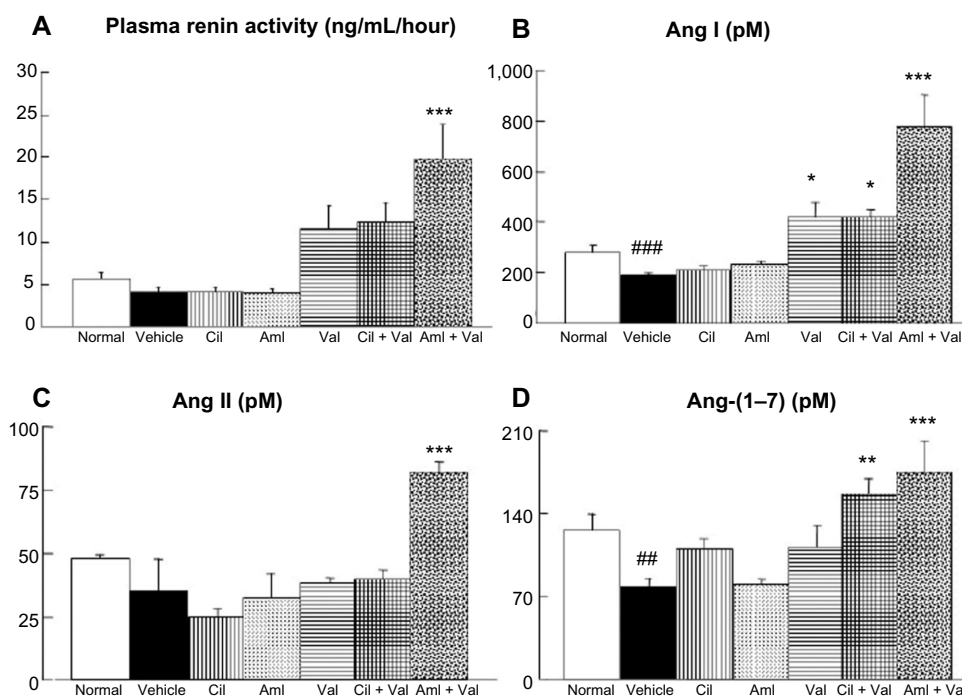 A
Plasma renin activity (ng/mL/hour)
30
25
20
15
10
5
0
***
Normal Vehicle Cil Aml Val Cil + Val Aml + Val
B
Ang I (pM)
1,000
800
600
400
200
0
###
*
*
***
Normal Vehicle Cil Aml Val Cil + Val Aml + Val
C
Ang II (pM)
100
75
50
25
0
***
Normal Vehicle Cil Aml Val Cil + Val Aml + Val
D
Ang-(1–7) (pM)
210
140
70
0
##
**
***
Normal Vehicle Cil Aml Val Cil + Val Aml + Val